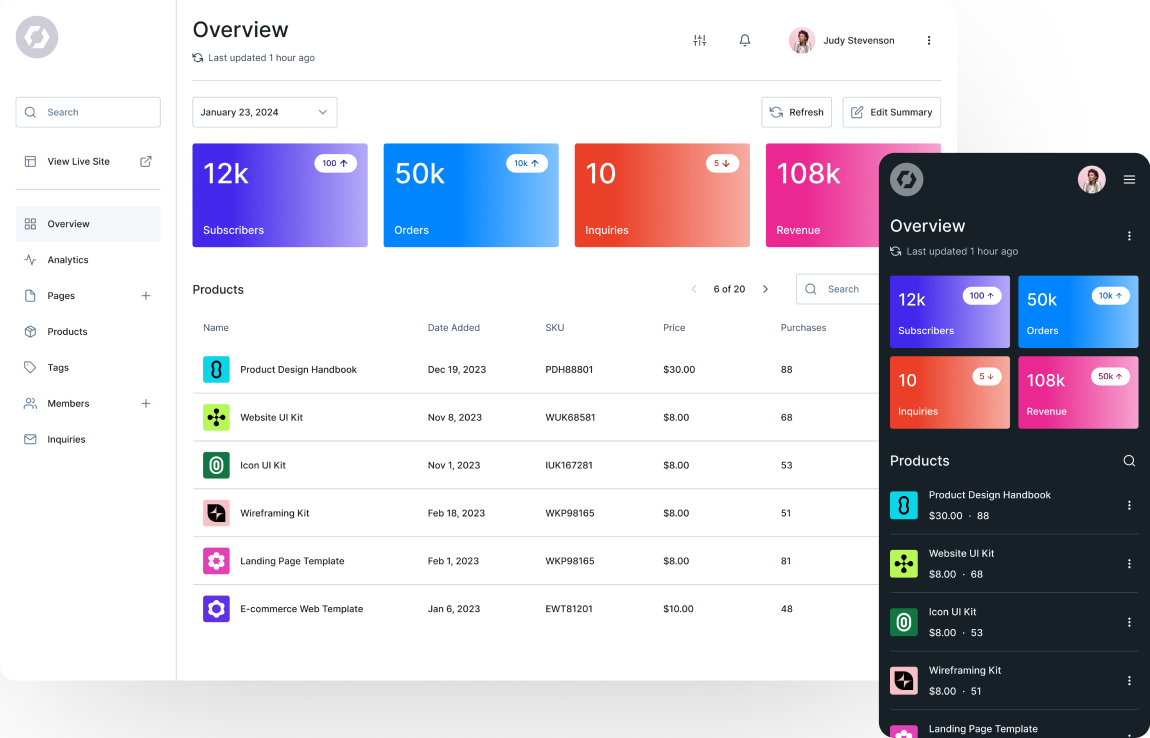 Overview
Last updated 1 hour ago
Judy Stevenson
Search
View Live Site
Overview
Analytics
Pages
Products
Tags
Members
Inquiries
January 23, 2024
Refresh
Edit Summary
12k
100 ↑
Subscribers
50k
10k ↑
Orders
10
5 ↓
Inquiries
108k
Revenue
Products
6 of 20
Search
Name Date Added SKU Price Purchases
Product Design Handbook Dec 19, 2023 PDH88801 $30.00 88
Website UI Kit Nov 8, 2023 WUK68581 $8.00 68
Icon UI Kit Nov 1, 2023 IUK167281 $8.00 53
Wireframing Kit Feb 18, 2023 WKP98165 $8.00 51
Landing Page Template Feb 1, 2023 WKP98165 $8.00 81
E-commerce Web Template Jan 6, 2023 EWT81201 $10.00 48
Overview
Last updated 1 hour ago
12k
100 ↑
Subscribers
50k
10k ↑
Orders
10
5 ↓
Inquiries
108k
50k ↑
Revenue
Products
Product Design Handbook
$30.00 · 88
Website UI Kit
$8.00 · 68
Icon UI Kit
$8.00 · 53
Wireframing Kit
$8.00 · 51
Landing Page Template